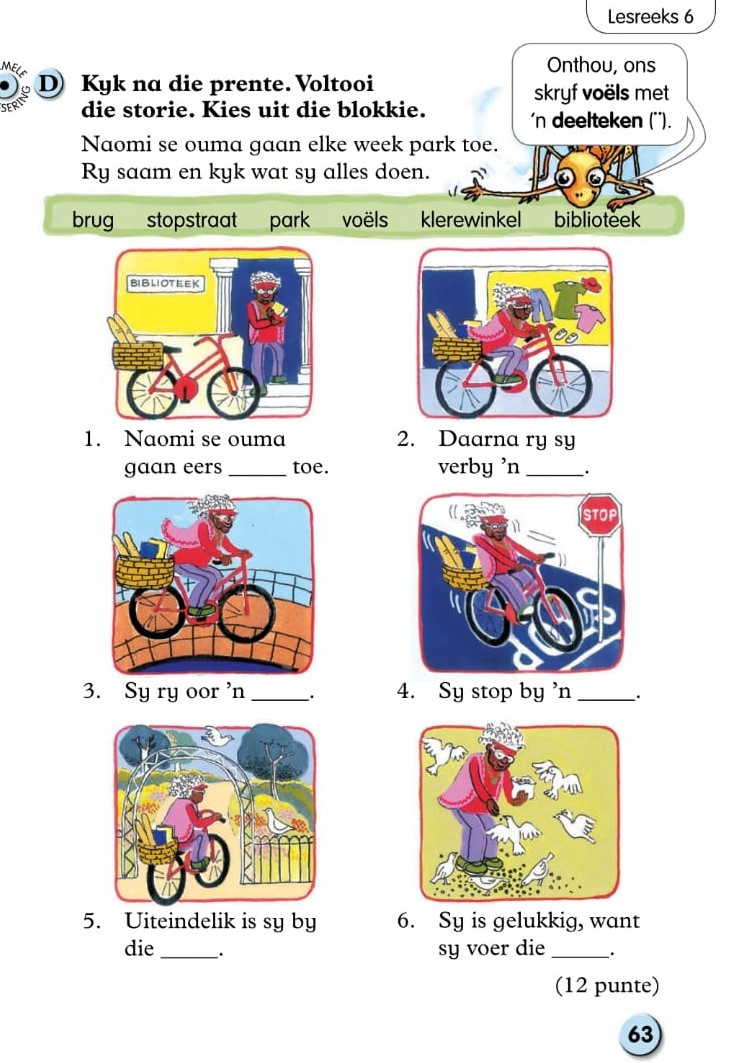 Lesreeks 6
Onthou, ons
skryf voëls met
'n deelteken (¨).
D Kyk na die prente. Voltooi
die storie. Kies uit die blokkie.
Naomi se ouma gaan elke week park toe.
Ry saam en kyk wat sy alles doen.
brug stopstraat park voëls klerewinkel biblioteek
BIBLIOTEEK
1. Naomi se ouma
gaan eers _____ toe.
2. Daarna ry sy
verby 'n _____.
STOP
STOP
3. Sy ry oor 'n _____.
4. Sy stop by 'n _____.
5. Uiteindelik is sy by
die _____.
6. Sy is gelukkig, want
sy voer die _____.
(12 punte)
63